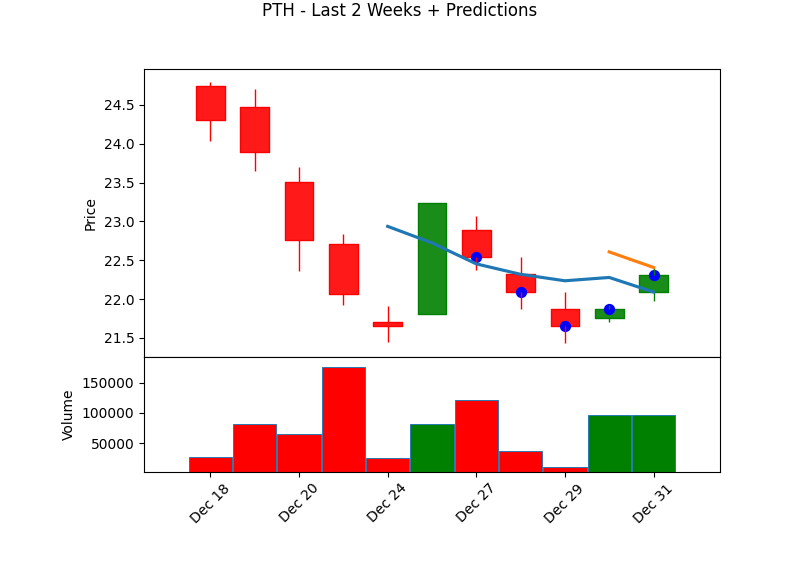 PTH - Last 2 Weeks + Predictions
Price
24.5
24.0
23.5
23.0
22.5
22.0
21.5
Volume
150000
100000
50000
Dec 18
Dec 20
Dec 24
Dec 27
Dec 29
Dec 31